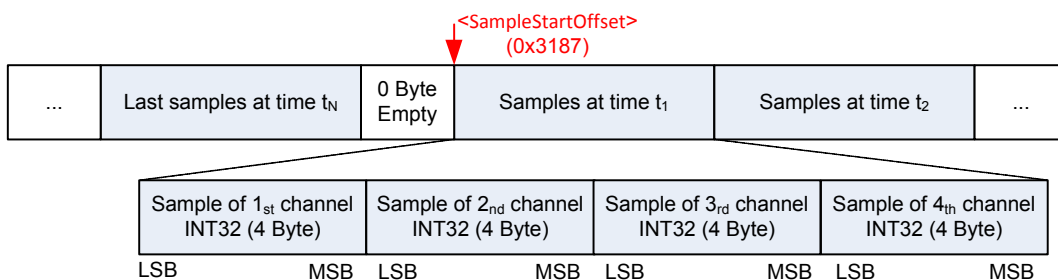 <SampleStartOffset>
(0x3187)
...
Last samples at time tN
0 Byte
Empty
Samples at time t1
Samples at time t2
...
Sample of 1st channel
INT32 (4 Byte)
Sample of 2nd channel
INT32 (4 Byte)
Sample of 3rd channel
INT32 (4 Byte)
Sample of 4th channel
INT32 (4 Byte)
LSB
MSB
LSB
MSB
LSB
MSB
LSB
MSB